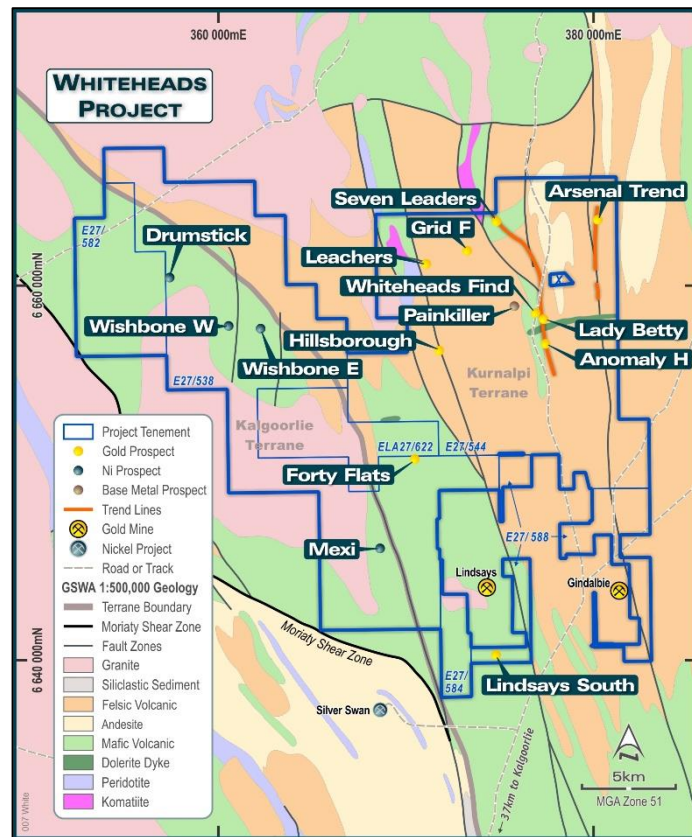 360 000mE
380 000mE
WHITEHEADS
PROJECT
Seven Leaders
Arsenal Trend
E27/
582
Drumstick
Grid F
Leachers
Whiteheads Find
6 660 000mN
Painkiller
Lady Betty
Wishbone W
Hillsborough
Wishbone E
Anomaly H
Kurnalpi
Terrane
E27/538
Kalgoorlie
Terrane
ELA27/622
E27/544
Forty Flats
E27/588
Mexi
Lindsays
Gindalbie
Moriaty Shear Zone
6 640 000mN
E27/
584
Lindsays South
Silver Swan
37km to Kalgoorlie
N
5km
MGA Zone 51
Project Tenement
Gold Prospect
Ni Prospect
Base Metal Prospect
Trend Lines
Gold Mine
Nickel Project
Road or Track
GSWA 1:500,000 Geology
Terrane Boundary
Moriaty Shear Zone
Fault Zones
Granite
Siliclastic Sediment
Felsic Volcanic
Andesite
Mafic Volcanic
Dolerite Dyke
Peridotite
Komatiite
007 White